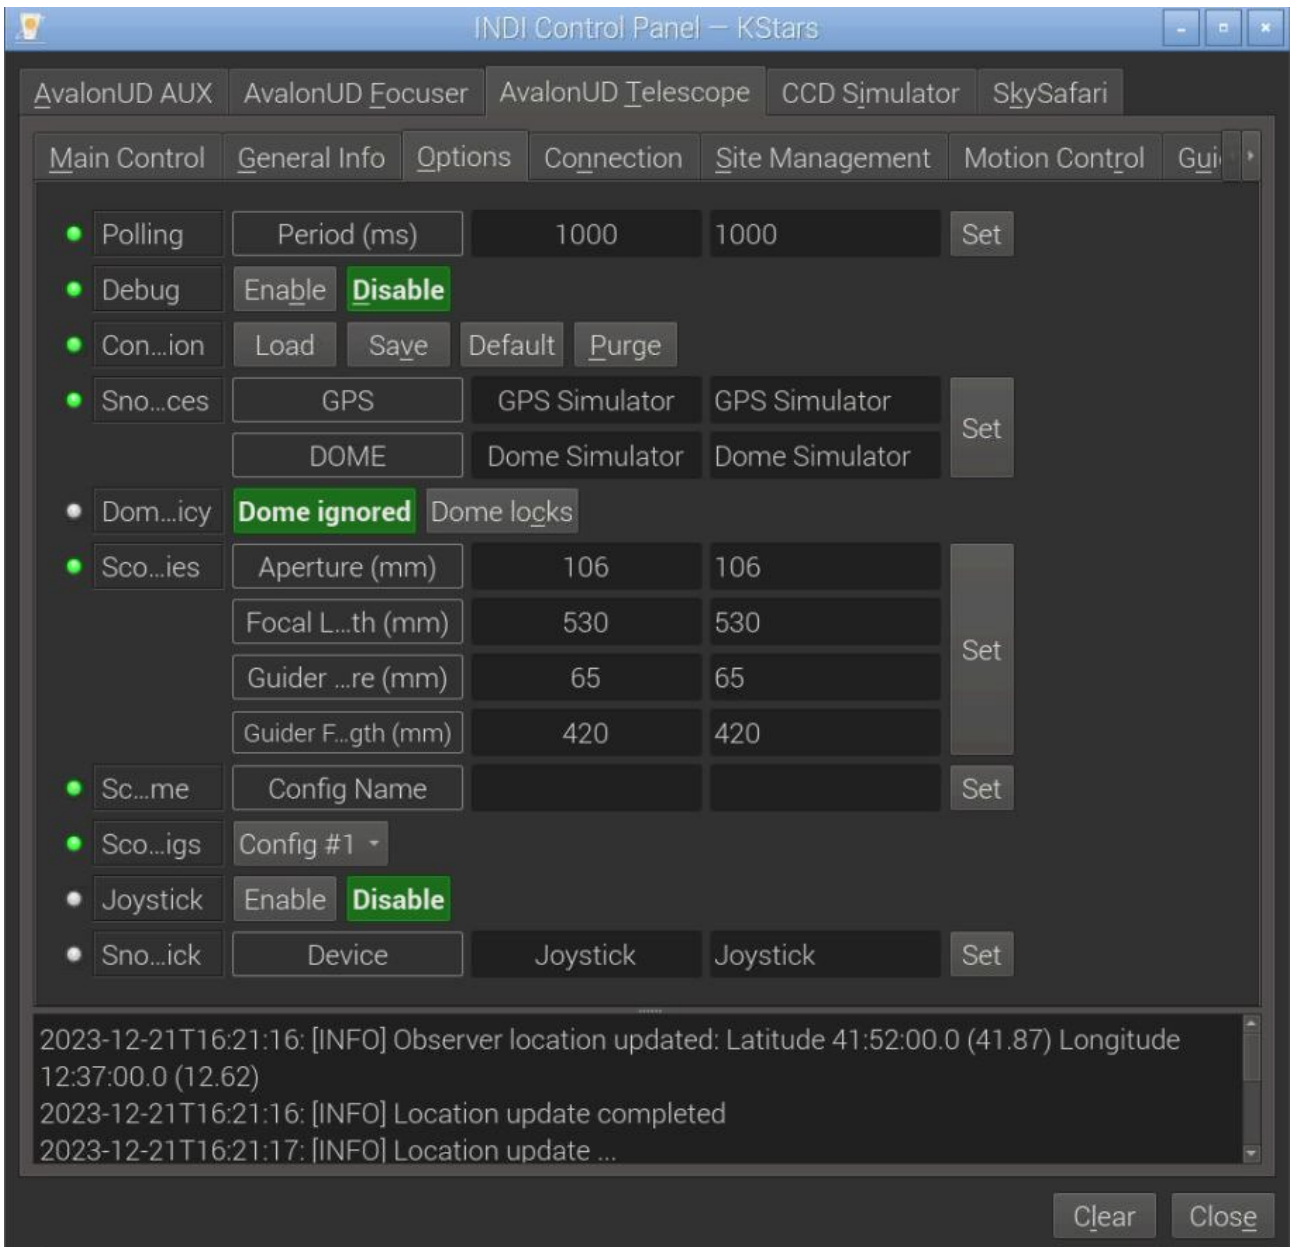 INDI Control Panel — KStars
AvalonUD AUX AvalonUD Focuser AvalonUD Telescope CCD Simulator SkySafari
Main Control General Info Options Connection Site Management Motion Control Gui
Polling Period (ms) 1000 1000 Set
Debug Enable Disable
Con...ion Load Save Default Purge
Sno...ces GPS GPS Simulator GPS Simulator Set
DOME Dome Simulator Dome Simulator
Dom...icy Dome ignored Dome locks
Sco...ies Aperture (mm) 106 106 Set
Focal L...th (mm) 530 530
Guider ...re (mm) 65 65
Guider F...gth (mm) 420 420
Sc...me Config Name Set
Sco...igs Config #1
Joystick Enable Disable
Sno...ick Device Joystick Joystick Set
2023-12-21T16:21:16: [INFO] Observer location updated: Latitude 41:52:00.0 (41.87) Longitude
12:37:00.0 (12.62)
2023-12-21T16:21:16: [INFO] Location update completed
2023-12-21T16:21:17: [INFO] Location update ...
Clear Close